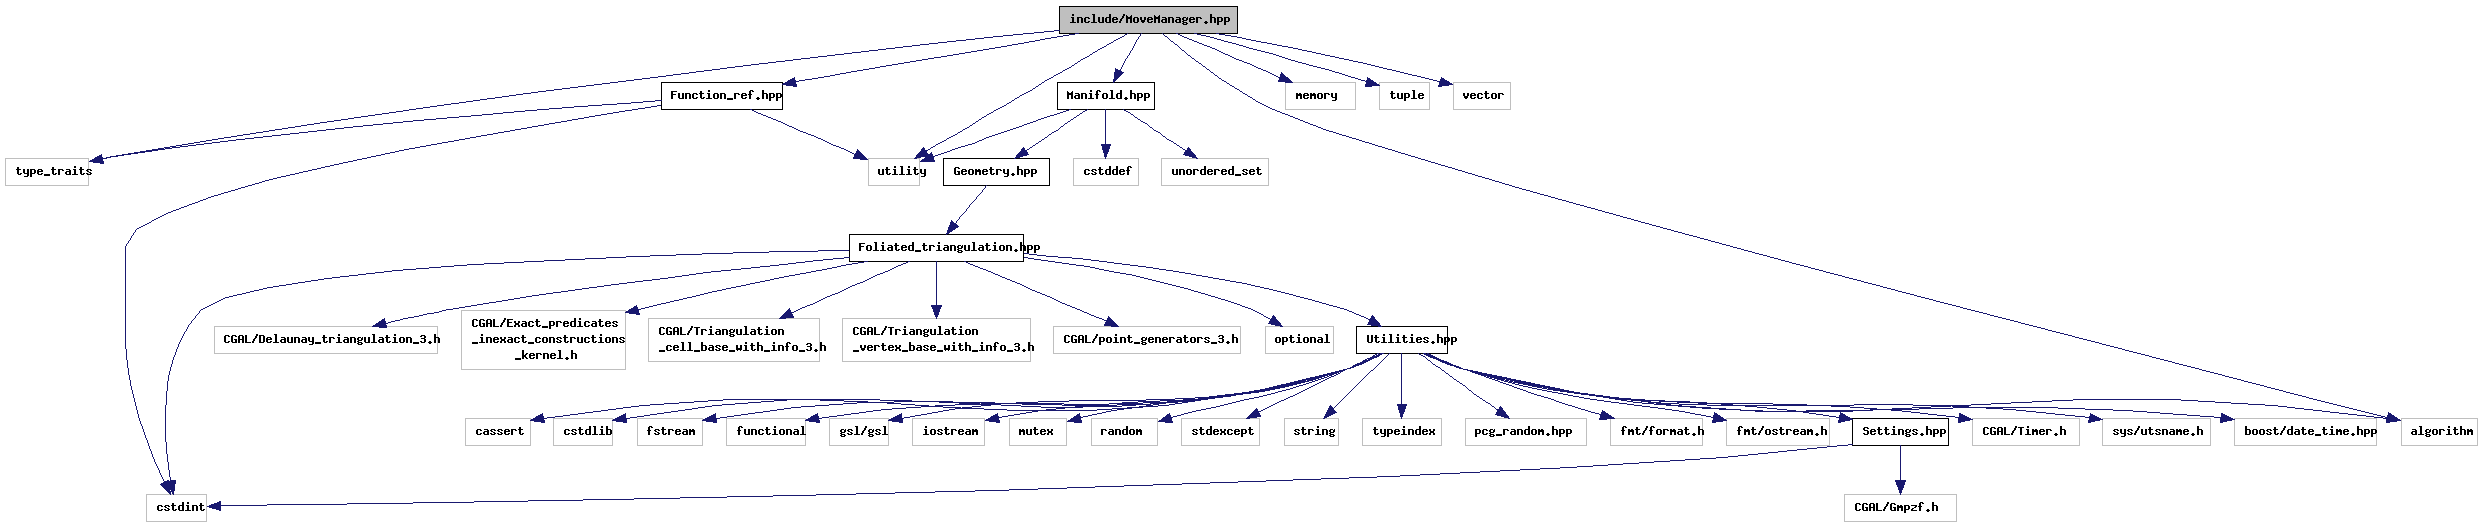 include/MoveManager.hpp
Function_ref.hpp
Manifold.hpp
memory
tuple
vector
type_traits
utility
Geometry.hpp
cstddef
unordered_set
Foliated_triangulation.hpp
CGAL/Delaunay_triangulation_3.h
CGAL/Exact_predicates
_inexact_constructions
_kernel.h
CGAL/Triangulation
_cell_base_with_info_3.h
CGAL/Triangulation
_vertex_base_with_info_3.h
CGAL/point_generators_3.h
optional
Utilities.hpp
cassert
cstdlib
fstream
functional
gsl/gsl
iostream
mutex
random
stdexcept
string
typeindex
pcg_random.hpp
fmt/format.h
fmt/ostream.h
Settings.hpp
CGAL/Timer.h
sys/utsname.h
boost/date_time.hpp
algorithm
cstdint
CGAL/Gmpzf.h